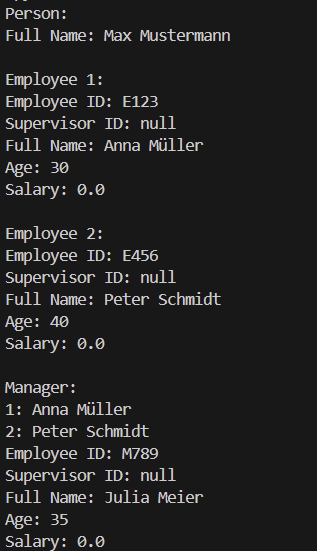 Person:
Full Name: Max Mustermann
Employee 1:
Employee ID: E123
Supervisor ID: null
Full Name: Anna Müller
Age: 30
Salary: 0.0
Employee 2:
Employee ID: E456
Supervisor ID: null
Full Name: Peter Schmidt
Age: 40
Salary: 0.0
Manager:
1: Anna Müller
2: Peter Schmidt
Employee ID: M789
Supervisor ID: null
Full Name: Julia Meier
Age: 35
Salary: 0.0